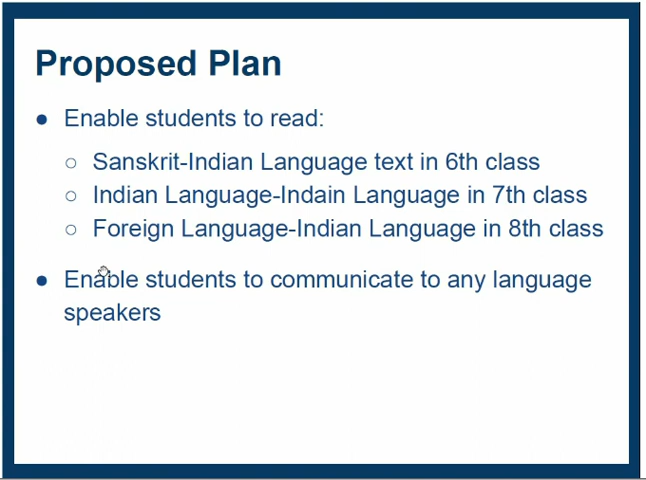 Proposed Plan
● Enable students to read:
○ Sanskrit-Indian Language text in 6th class
○ Indian Language-Indain Language in 7th class
○ Foreign Language-Indian Language in 8th class
● Enable students to communicate to any language
speakers